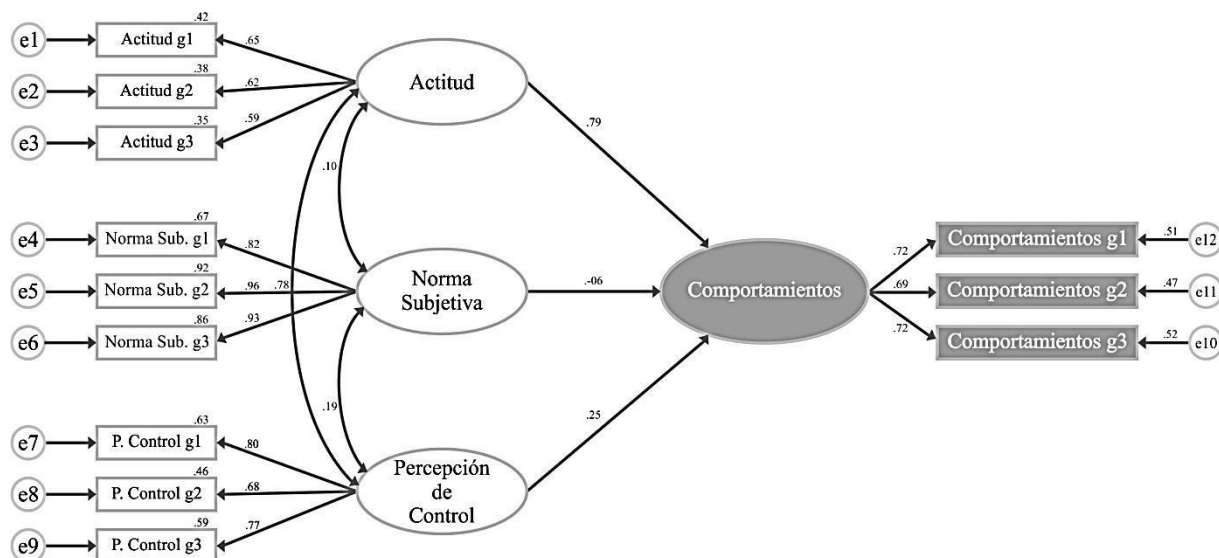 .42
e1
Actitud g1
.65
.38
e2
Actitud g2
.62
.35
e3
Actitud g3
.59
Actitud
.79
.10
.67
e4
Norma Sub. g1
.82
.92
e5
Norma Sub. g2
.96
.78
.86
e6
Norma Sub. g3
.93
Norma
Subjetiva
-.06
Comportamientos
.72
Comportamientos g1
.51
e12
.69
Comportamientos g2
.47
e11
.72
Comportamientos g3
.52
e10
.19
.25
.63
e7
P. Control g1
.80
.46
e8
P. Control g2
.68
.59
e9
P. Control g3
.77
Percepción
de
Control